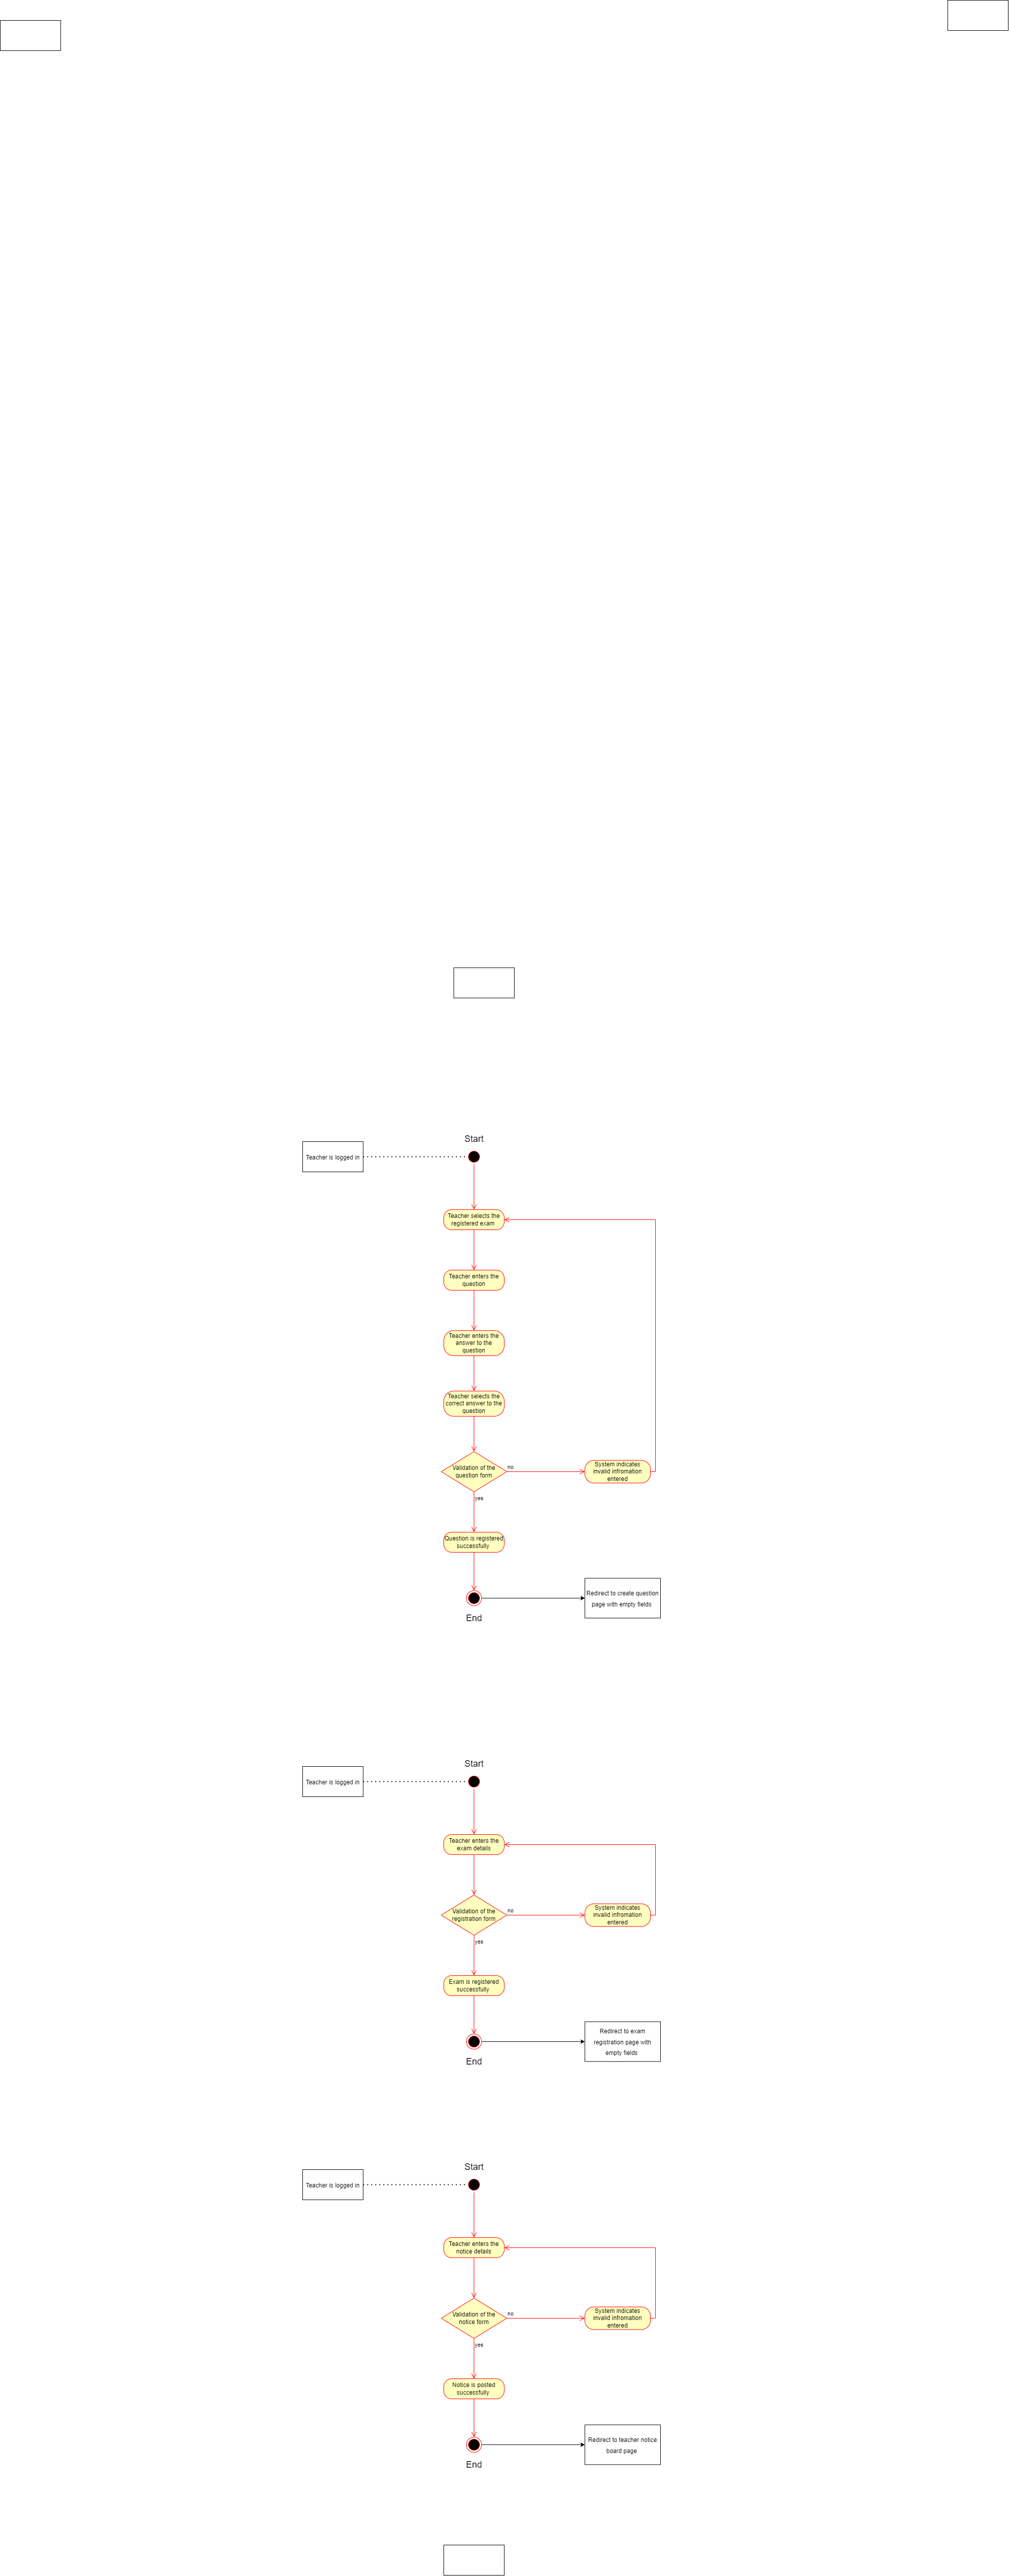 Start
Teacher is logged in
Teacher selects the
registered exam
Teacher enters the
question
Teacher enters the
answer to the
question
Teacher selects the
correct answer to the
question
Validation of the
question form
no
System indicates
invalid infromation
entered
yes
Question is registered
successfully
Redirect to create question
page with empty fields
End
Start
Teacher is logged in
Teacher enters the
exam details
Validation of the
registration form
no
System indicates
invalid infromation
entered
yes
Exam is registered
successfully
Redirect to exam
registration page with
empty fields
End
Start
Teacher is logged in
Teacher enters the
notice details
Validation of the
notice form
no
System indicates
invalid infromation
entered
yes
Notice is posted
successfully
Redirect to teacher notice
board page
End